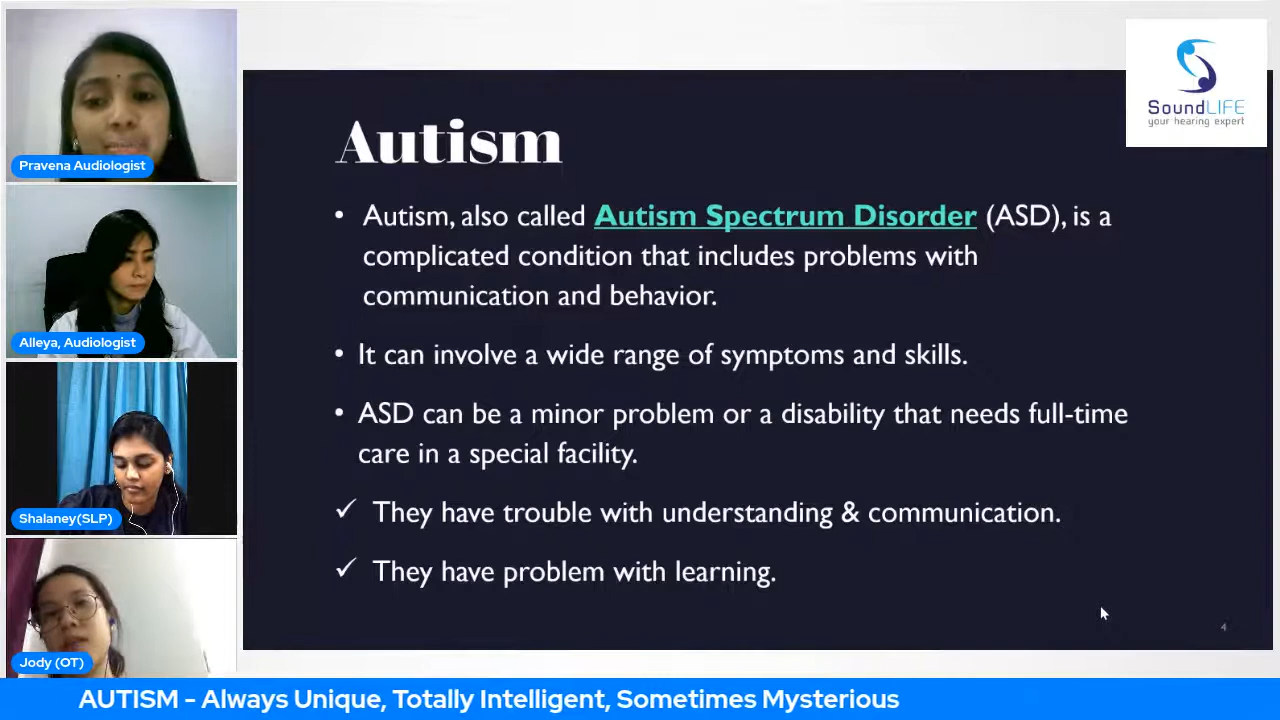 Pravena Audiologist
Alleya, Audiologist
Shalaney(SLP)
Jody (OT)
SoundLIFE
your hearing expert
Autism
• Autism, also called Autism Spectrum Disorder (ASD), is a
complicated condition that includes problems with
communication and behavior.
• It can involve a wide range of symptoms and skills.
• ASD can be a minor problem or a disability that needs full-time
care in a special facility.
✓ They have trouble with understanding & communication.
✓ They have problem with learning.
4
AUTISM - Always Unique, Totally Intelligent, Sometimes Mysterious